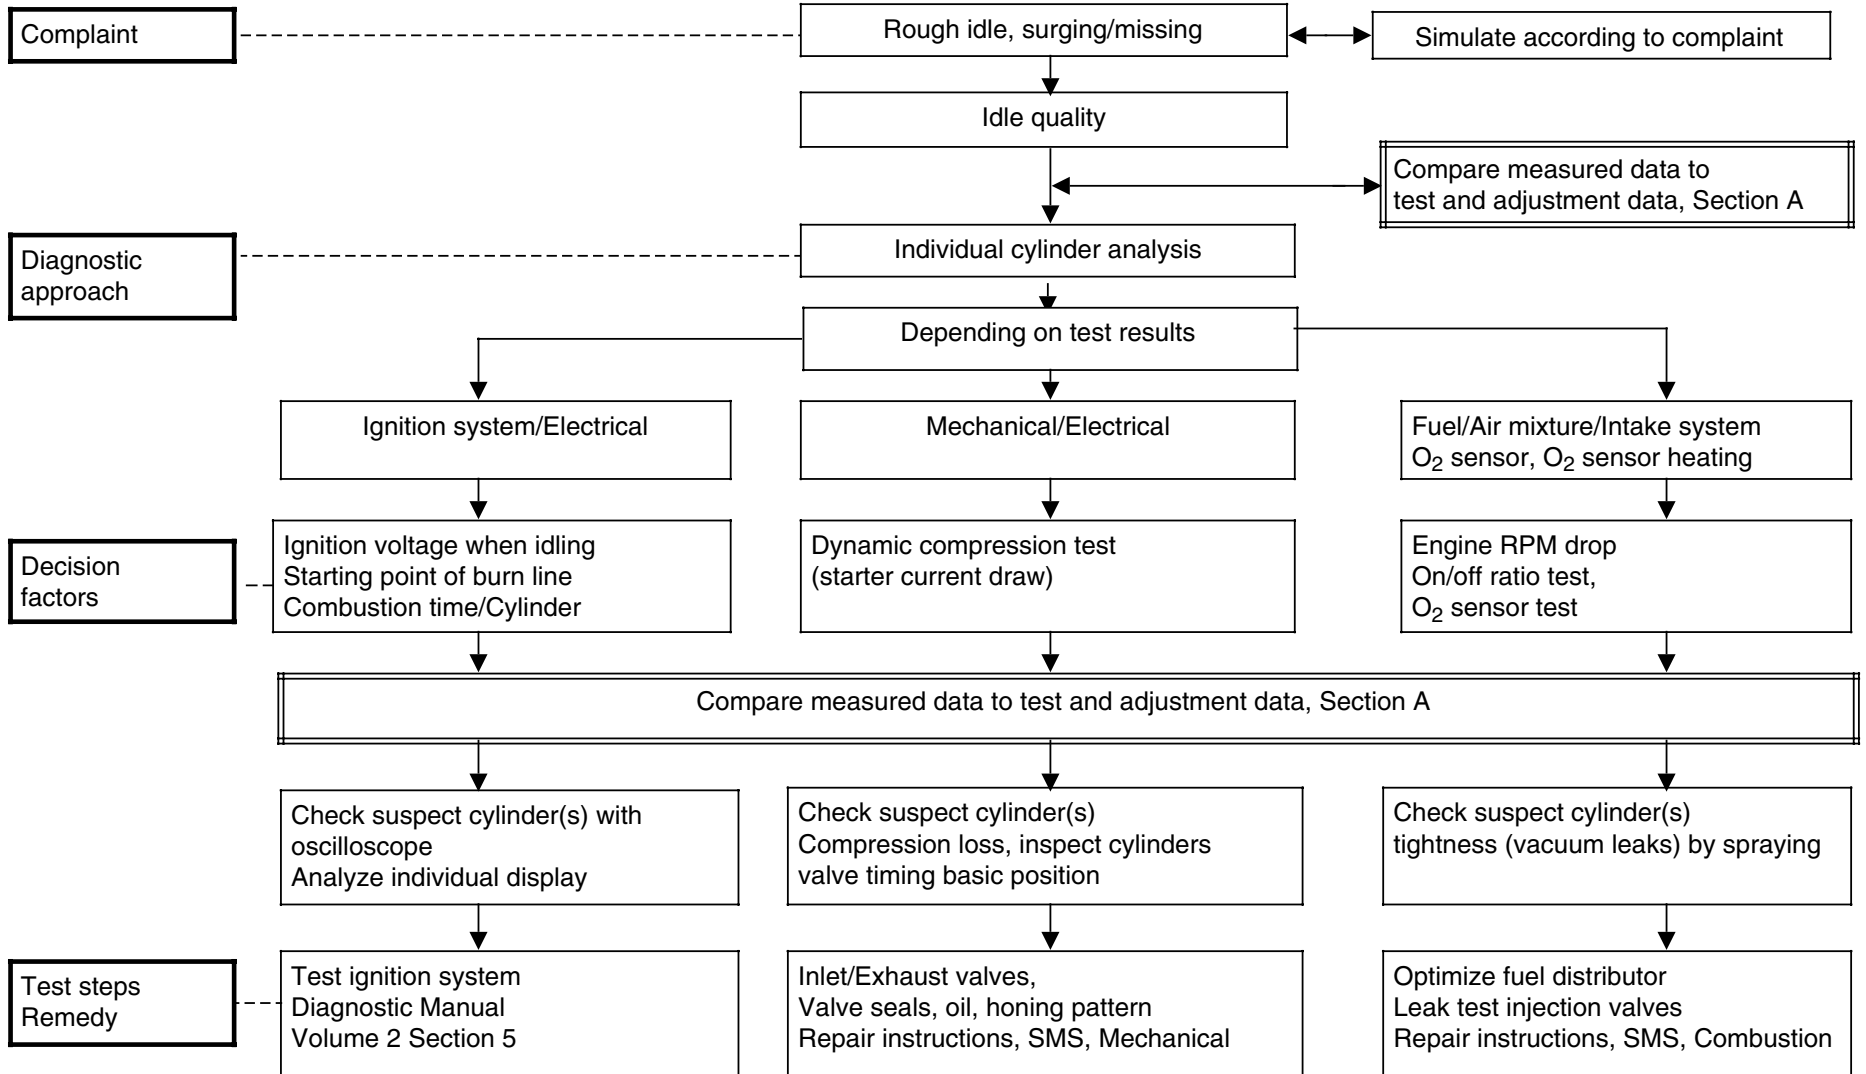 Complaint
Rough idle, surging/missing
Simulate according to complaint
Idle quality
Compare measured data to
test and adjustment data, Section A
Diagnostic
approach
Individual cylinder analysis
Depending on test results
Ignition system/Electrical
Mechanical/Electrical
Fuel/Air mixture/Intake system
O₂ sensor, O₂ sensor heating
Decision
factors
Ignition voltage when idling
Starting point of burn line
Combustion time/Cylinder
Dynamic compression test
(starter current draw)
Engine RPM drop
On/off ratio test,
O₂ sensor test
Compare measured data to test and adjustment data, Section A
Check suspect cylinder(s) with
oscilloscope
Analyze individual display
Check suspect cylinder(s)
Compression loss, inspect cylinders
valve timing basic position
Check suspect cylinder(s)
tightness (vacuum leaks) by spraying
Test steps
Remedy
Test ignition system
Diagnostic Manual
Volume 2 Section 5
Inlet/Exhaust valves,
Valve seals, oil, honing pattern
Repair instructions, SMS, Mechanical
Optimize fuel distributor
Leak test injection valves
Repair instructions, SMS, Combustion